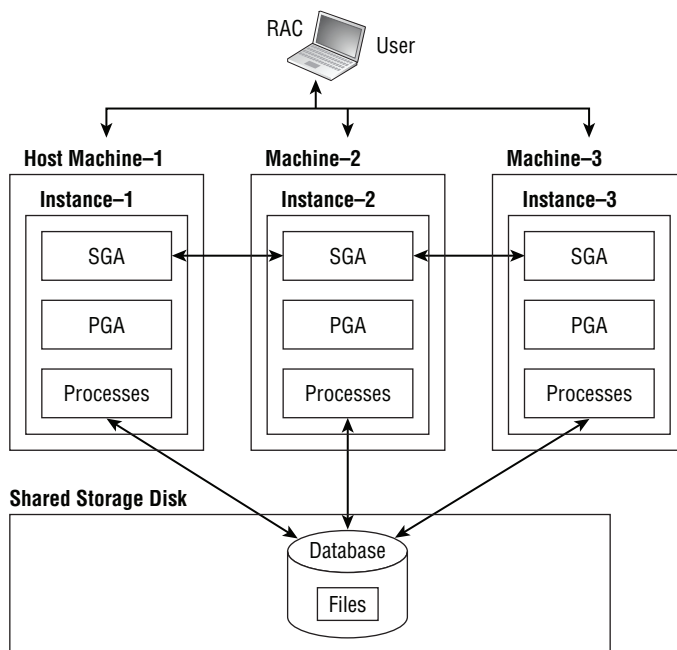 RAC
User
Host Machine–1
Machine–2
Machine–3
Instance–1
Instance–2
Instance–3
SGA
SGA
SGA
PGA
PGA
PGA
Processes
Processes
Processes
Shared Storage Disk
Database
Files